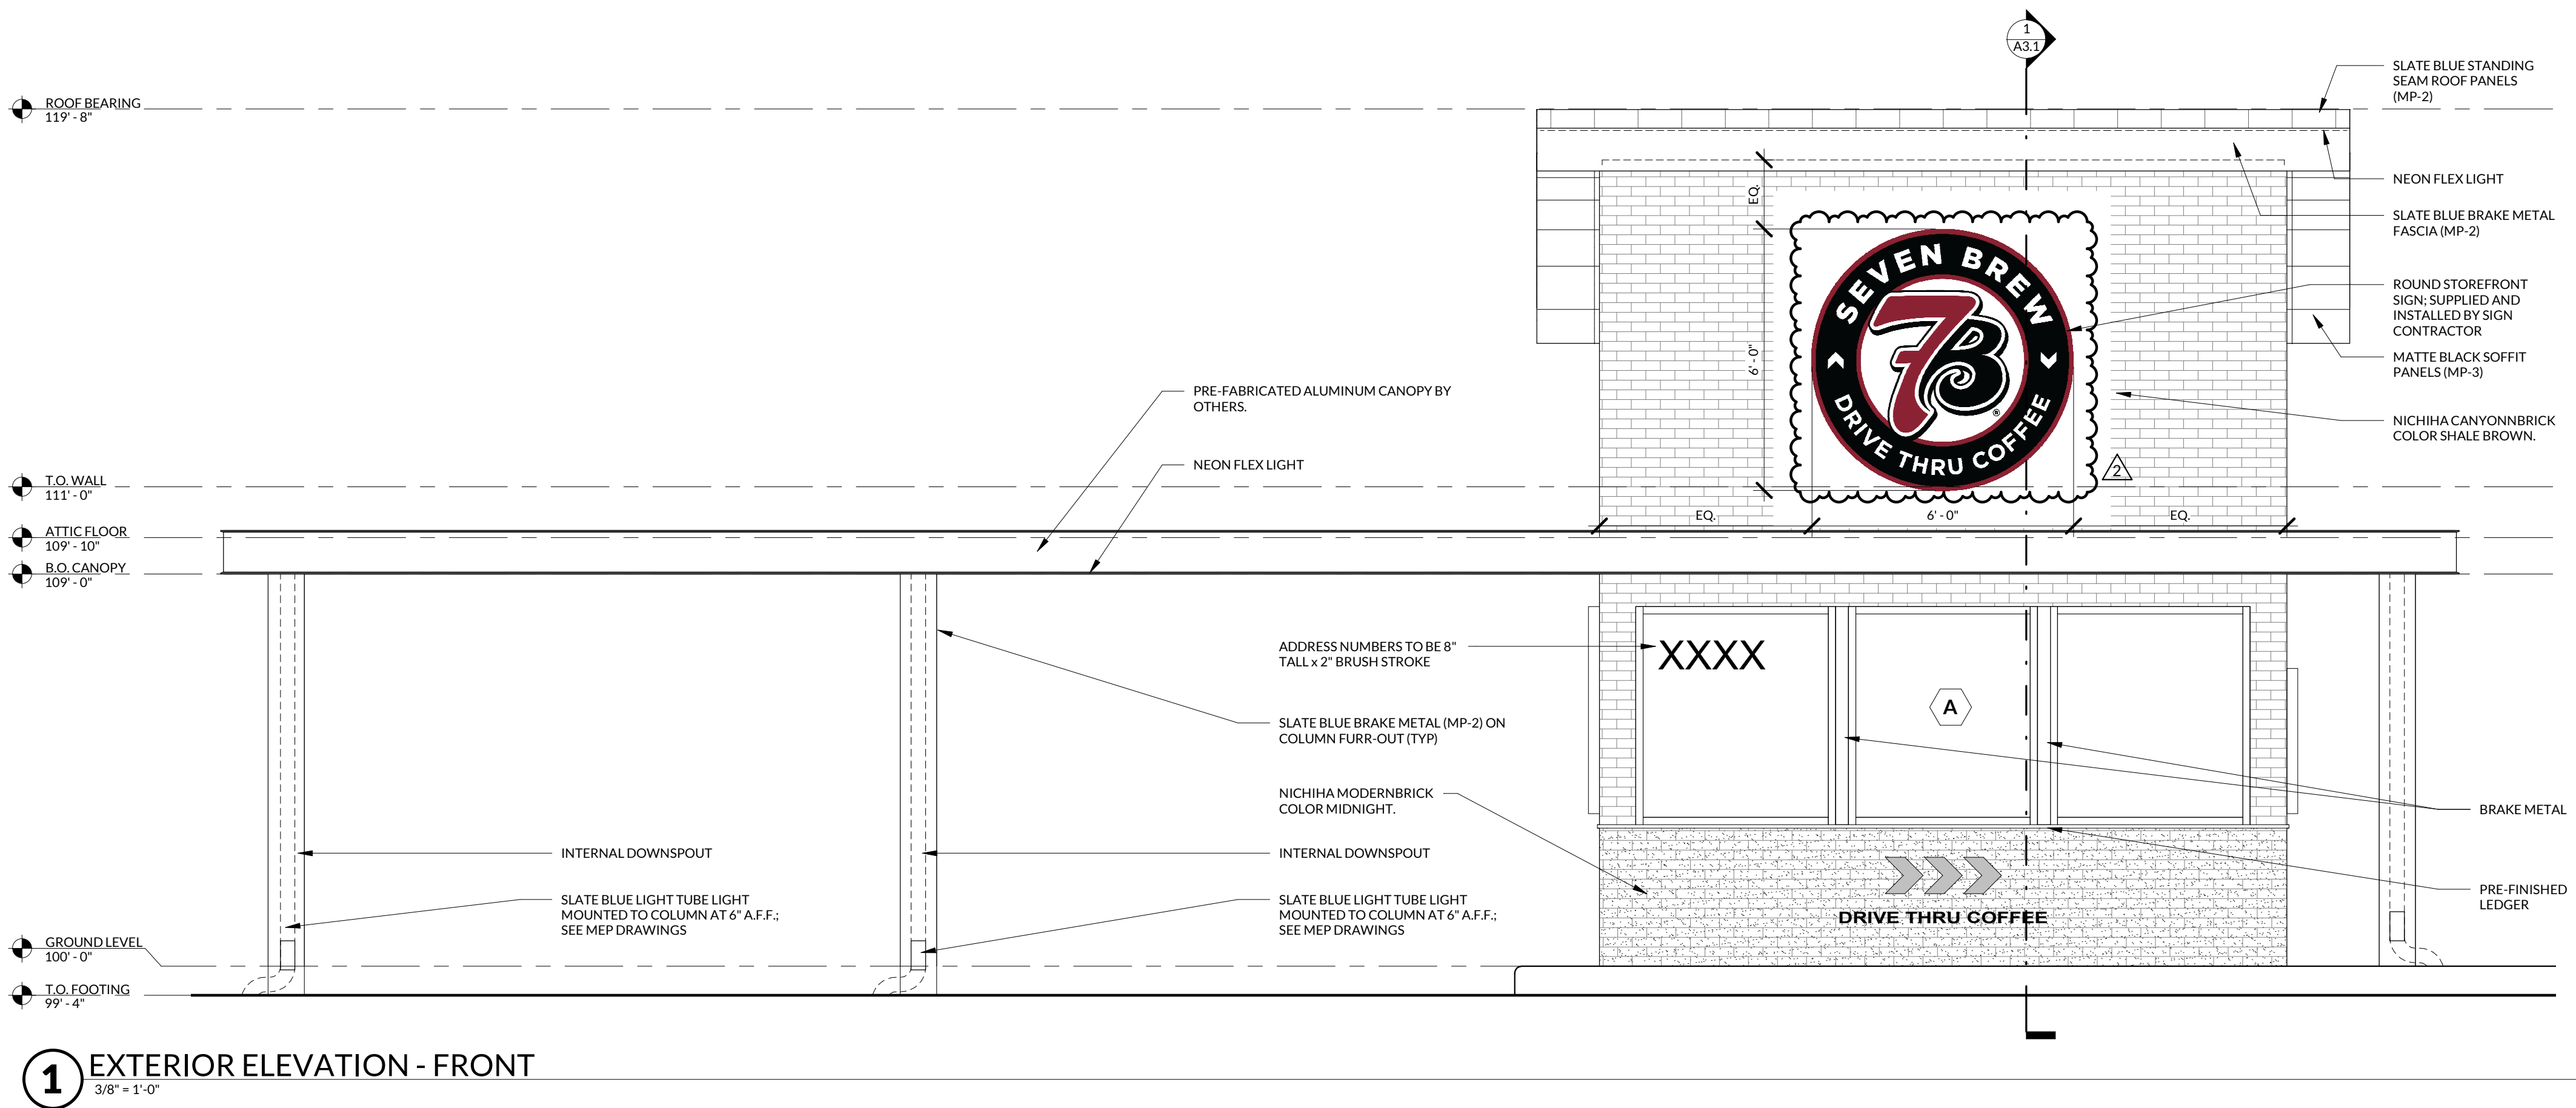 1
A3.1
ROOF BEARING
119' - 8"
SLATE BLUE STANDING
SEAM ROOF PANELS
(MP-2)
NEON FLEX LIGHT
SLATE BLUE BRAKE METAL
FASCIA (MP-2)
ROUND STOREFRONT
SIGN; SUPPLIED AND
INSTALLED BY SIGN
CONTRACTOR
MATTE BLACK SOFFIT
PANELS (MP-3)
NICHIHA CANYONNBRICK
COLOR SHALE BROWN.
EQ.
6' - 0"
SEVEN BREW
7B
®
DRIVE THRU COFFEE
2
EQ.
6' - 0"
EQ.
PRE-FABRICATED ALUMINUM CANOPY BY
OTHERS.
NEON FLEX LIGHT
T.O. WALL
111' - 0"
ATTIC FLOOR
109' - 10"
B.O. CANOPY
109' - 0"
ADDRESS NUMBERS TO BE 8"
TALL x 2" BRUSH STROKE
XXXX
A
SLATE BLUE BRAKE METAL (MP-2) ON
COLUMN FURR-OUT (TYP)
NICHIHA MODERNBRICK
COLOR MIDNIGHT.
BRAKE METAL
INTERNAL DOWNSPOUT
INTERNAL DOWNSPOUT
SLATE BLUE LIGHT TUBE LIGHT
MOUNTED TO COLUMN AT 6" A.F.F.;
SEE MEP DRAWINGS
SLATE BLUE LIGHT TUBE LIGHT
MOUNTED TO COLUMN AT 6" A.F.F.;
SEE MEP DRAWINGS
PRE-FINISHED
LEDGER
DRIVE THRU COFFEE
GROUND LEVEL
100' - 0"
T.O. FOOTING
99' - 4"
1
EXTERIOR ELEVATION - FRONT
3/8" = 1'-0"